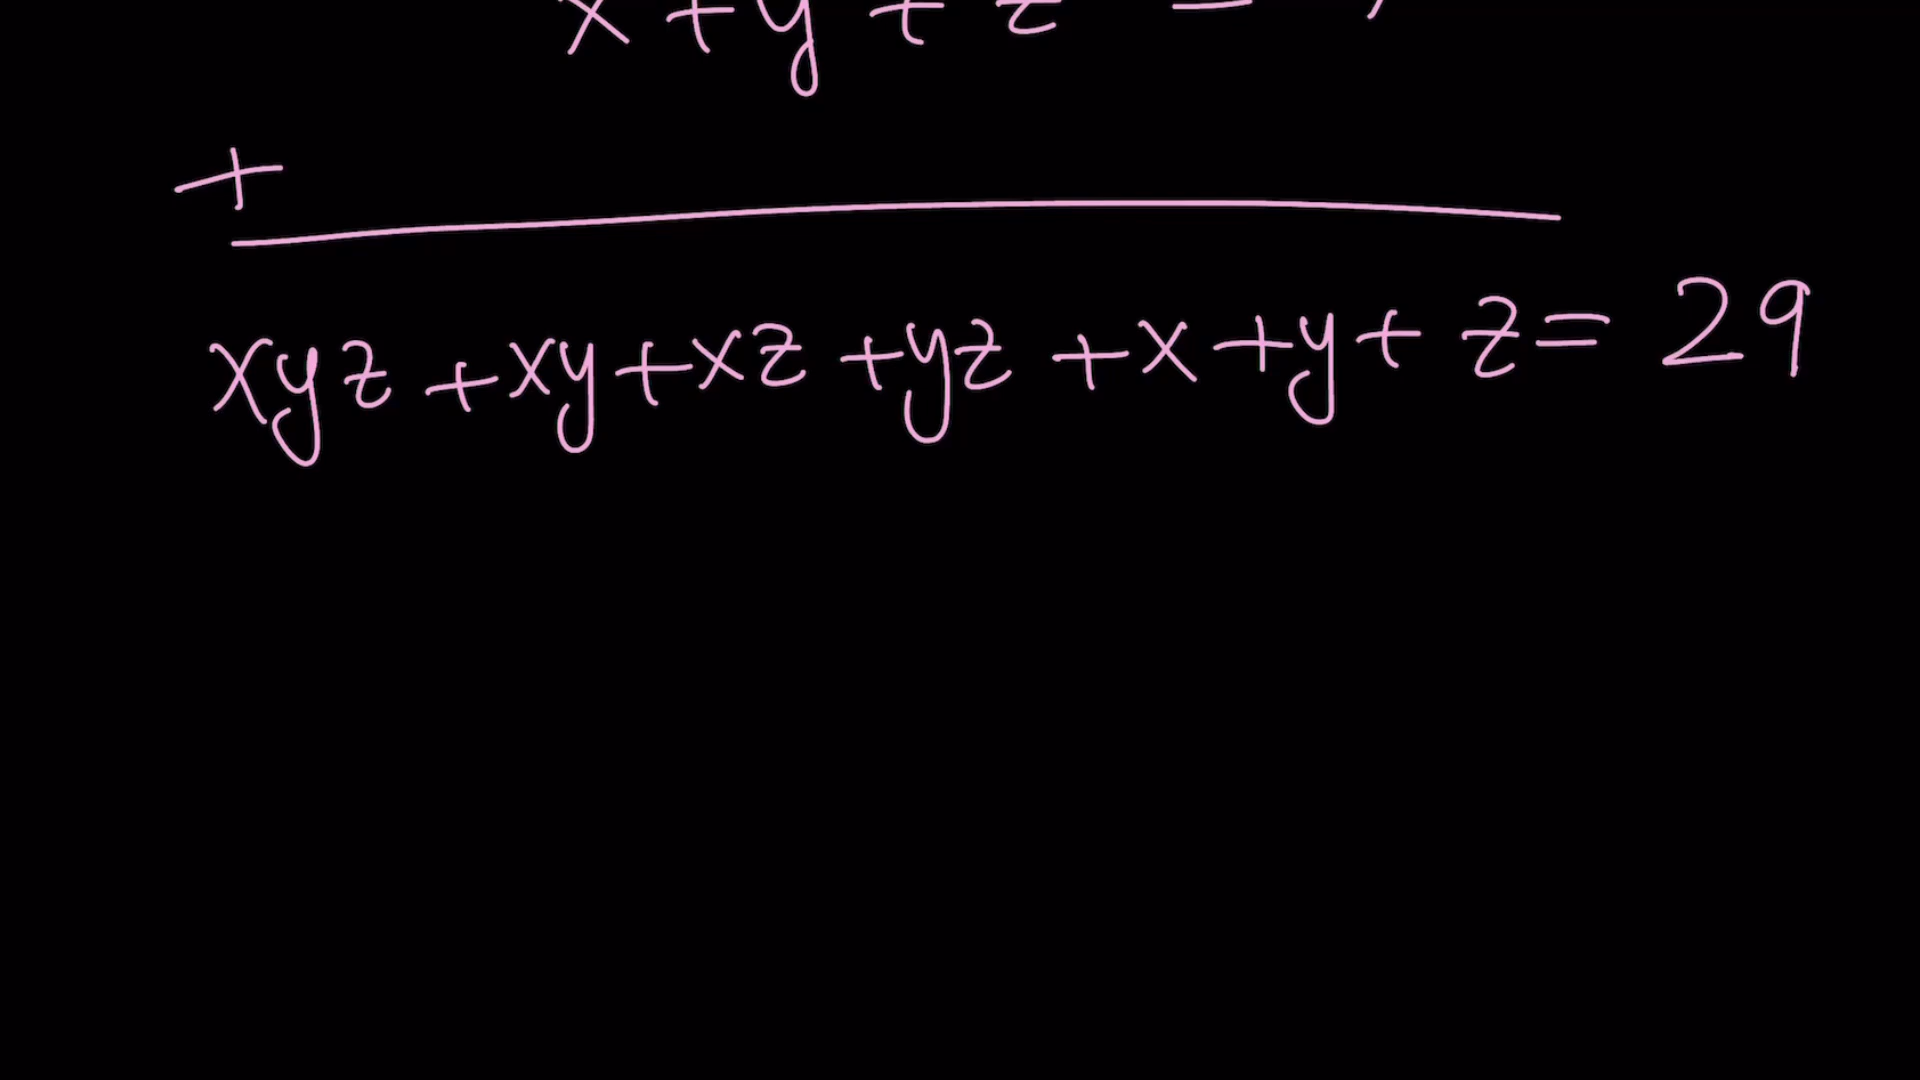 x + y + z =
+
xyz + xy + xz + yz + x + y + z = 29